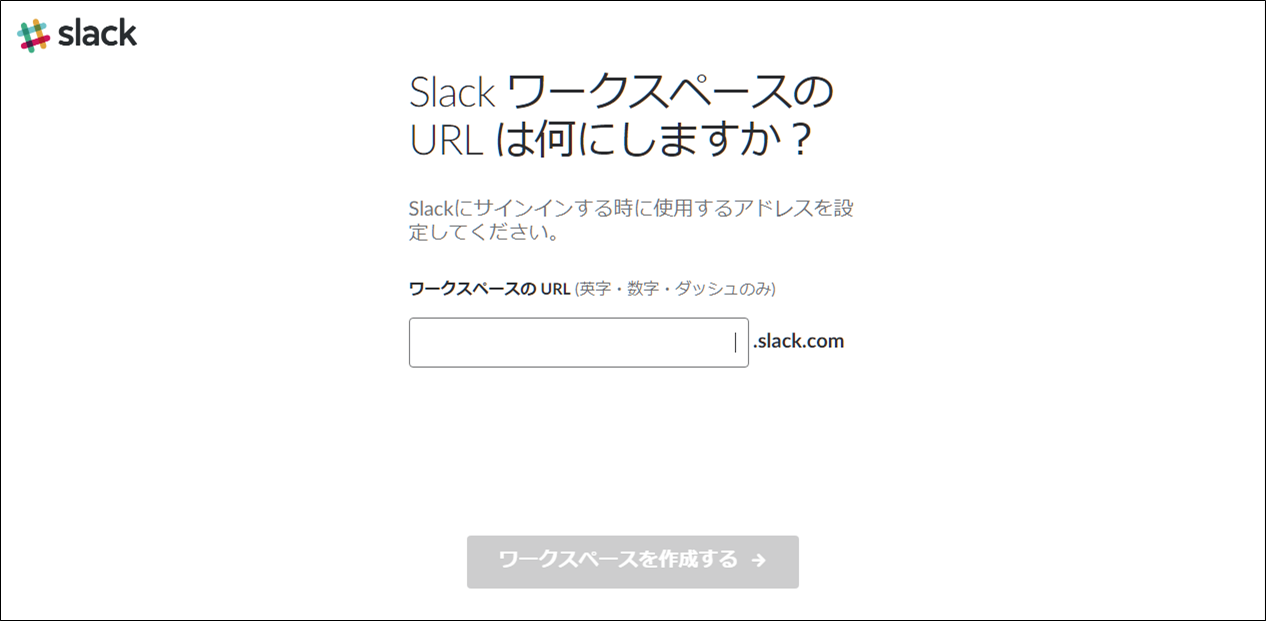 slack
Slack ワークスペースの
URL は何にしますか？
Slackにサインインする時に使用するアドレスを設
定してください。
ワークスペースの URL (英字・数字・ダッシュのみ)
.slack.com
ワークスペースを作成する →